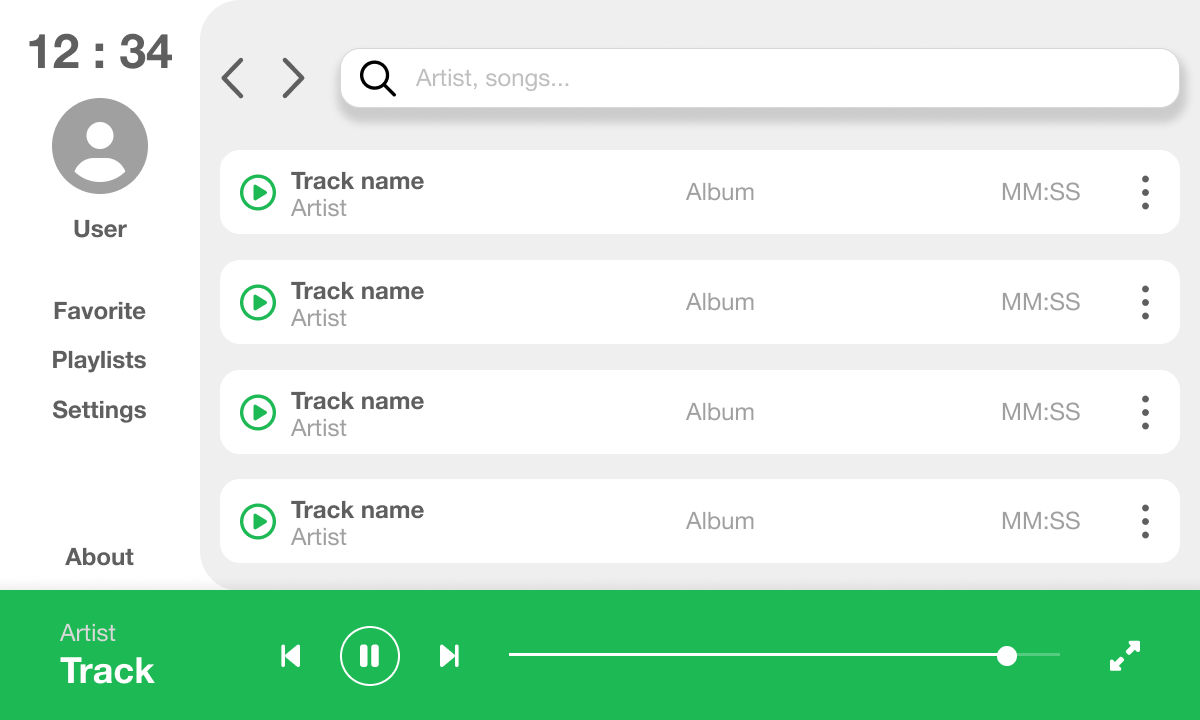 12 : 34
User
Favorite
Playlists
Settings
About
Artist, songs...
Track name
Artist
Album
MM:SS
Track name
Artist
Album
MM:SS
Track name
Artist
Album
MM:SS
Track name
Artist
Album
MM:SS
Artist
Track